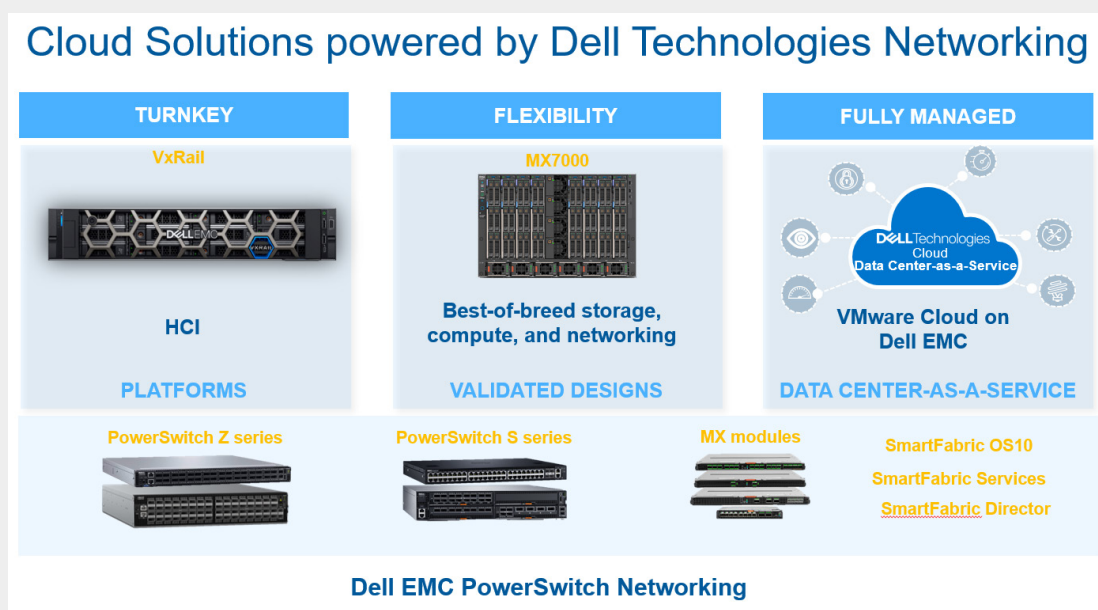 Cloud Solutions powered by Dell Technologies Networking
TURNKEY
VxRail
DELLEMC
VXRAIL
HCI
PLATFORMS
FLEXIBILITY
MX7000
Best-of-breed storage,
compute, and networking
VALIDATED DESIGNS
FULLY MANAGED
DELLTechnologies
Cloud
Data Center-as-a-Service
VMware Cloud on
Dell EMC
DATA CENTER-AS-A-SERVICE
PowerSwitch Z series
PowerSwitch S series
MX modules
SmartFabric OS10
SmartFabric Services
SmartFabric Director
Dell EMC PowerSwitch Networking